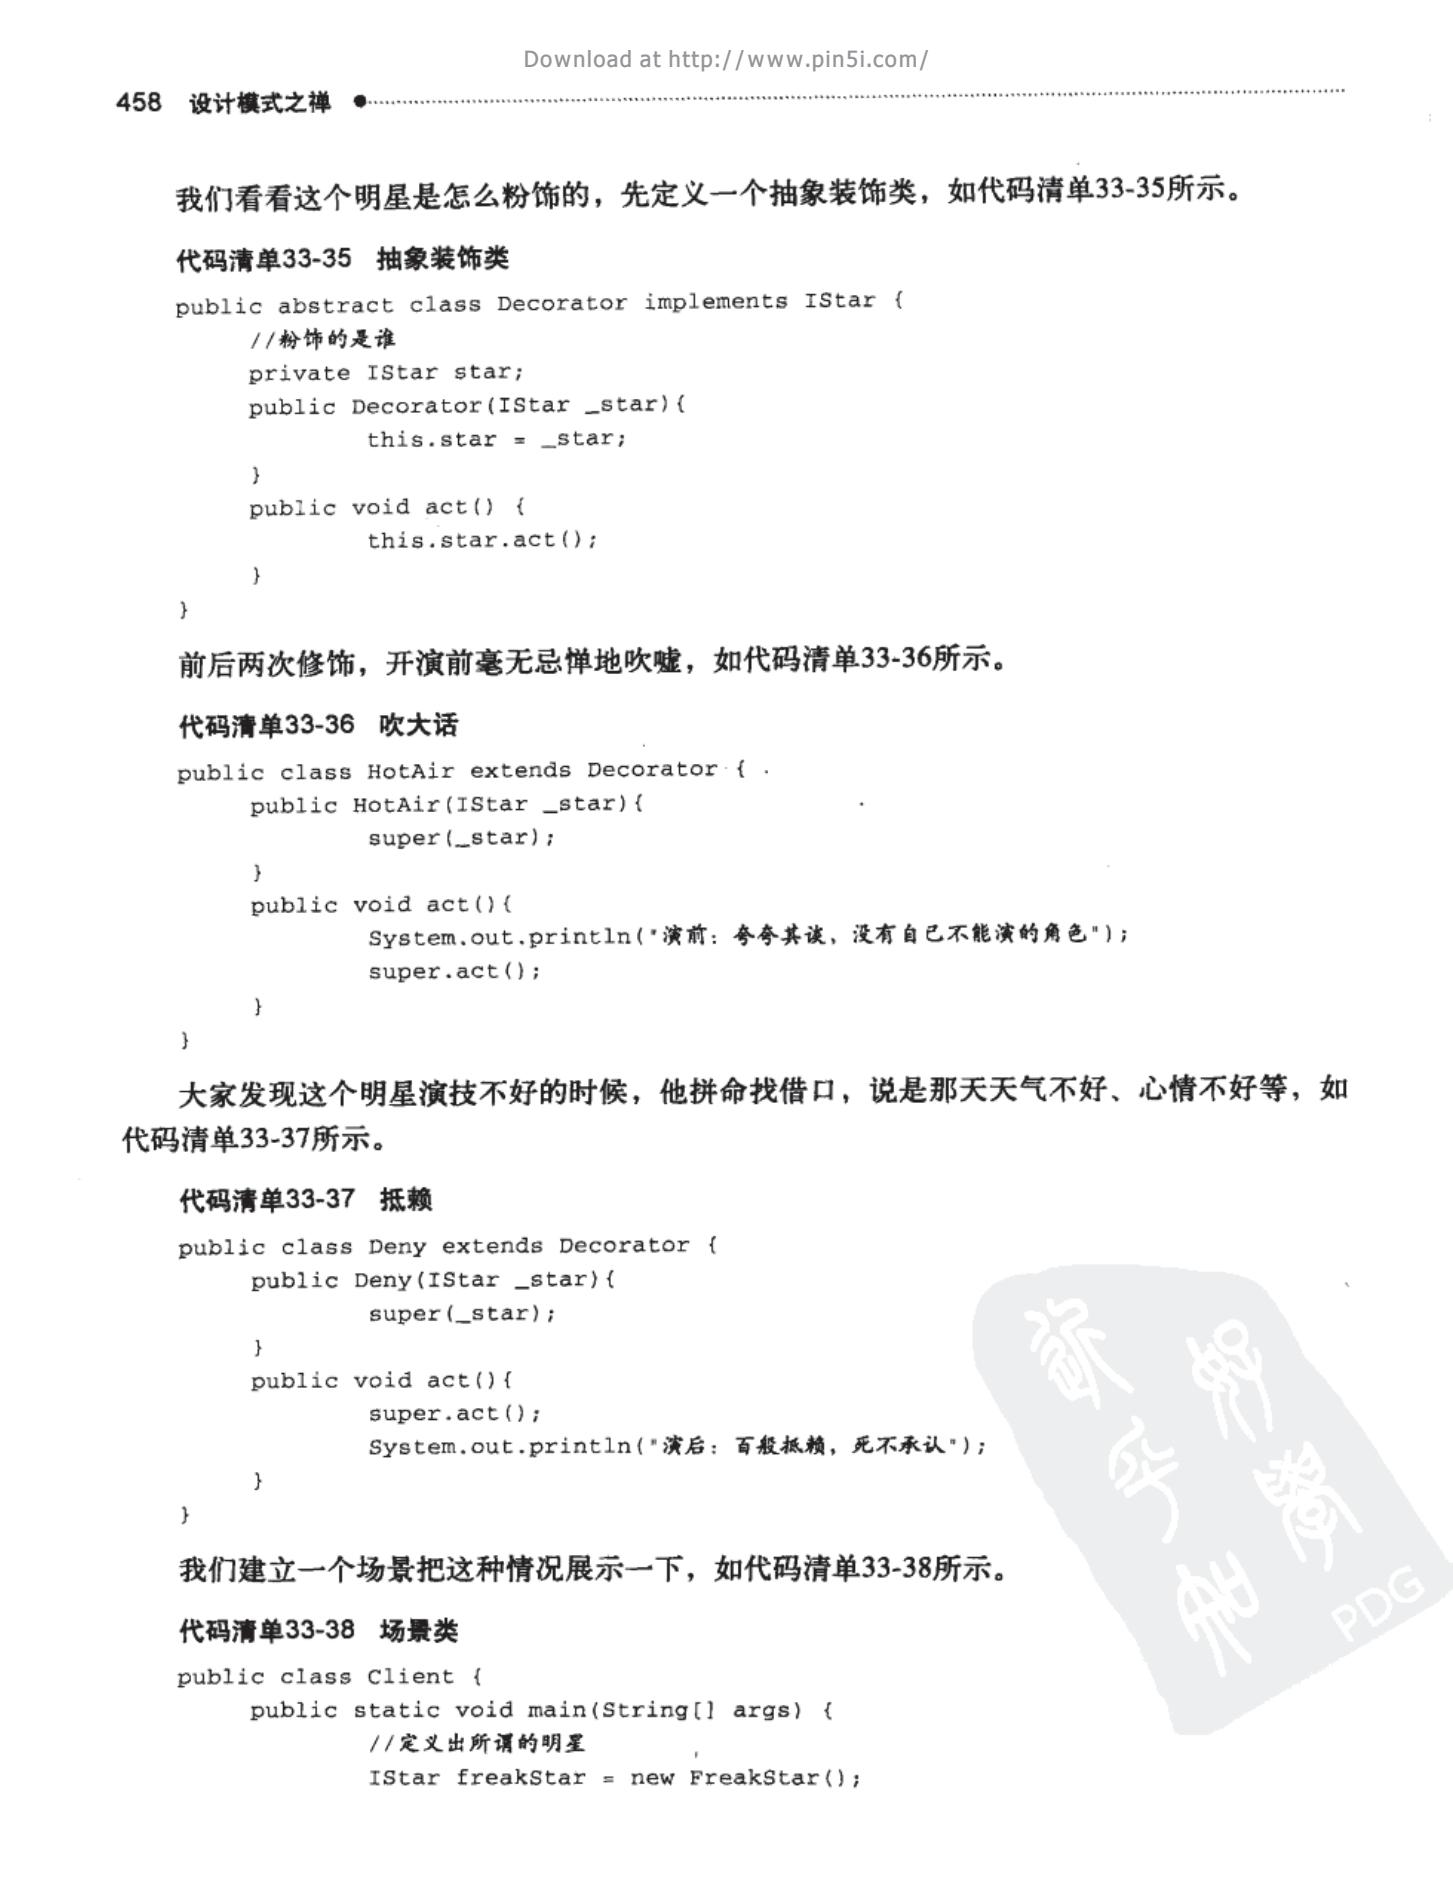 Download at http://www.pin5i.com/
458 设计模式之禅
我们看看这个明星是怎么粉饰的，先定义一个抽象装饰类，如代码清单33-35所示。
代码清单33-35 抽象装饰类
public abstract class Decorator implements IStar {
//粉饰的是谁
private IStar star;
public Decorator(IStar _star){
this.star = _star;
}
public void act() {
this.star.act();
}
}
前后两次修饰，开演前毫无忌惮地吹嘘，如代码清单33-36所示。
代码清单33-36 吹大话
public class HotAir extends Decorator {
public HotAir(IStar _star){
super(_star);
}
public void act(){
System.out.println("演前：夸夸其谈，没有自己不能演的角色");
super.act();
}
}
大家发现这个明星演技不好的时候，他拼命找借口，说是那天天气不好、心情不好等，如
代码清单33-37所示。
代码清单33-37 抵赖
public class Deny extends Decorator {
public Deny(IStar _star){
super(_star);
}
public void act(){
super.act();
System.out.println("演后：百般抵赖，死不承认");
}
}
我们建立一个场景把这种情况展示一下，如代码清单33-38所示。
代码清单33-38 场景类
public class Client {
public static void main(String[] args) {
//定义出所谓的明星
IStar freakStar = new FreakStar();
PDG